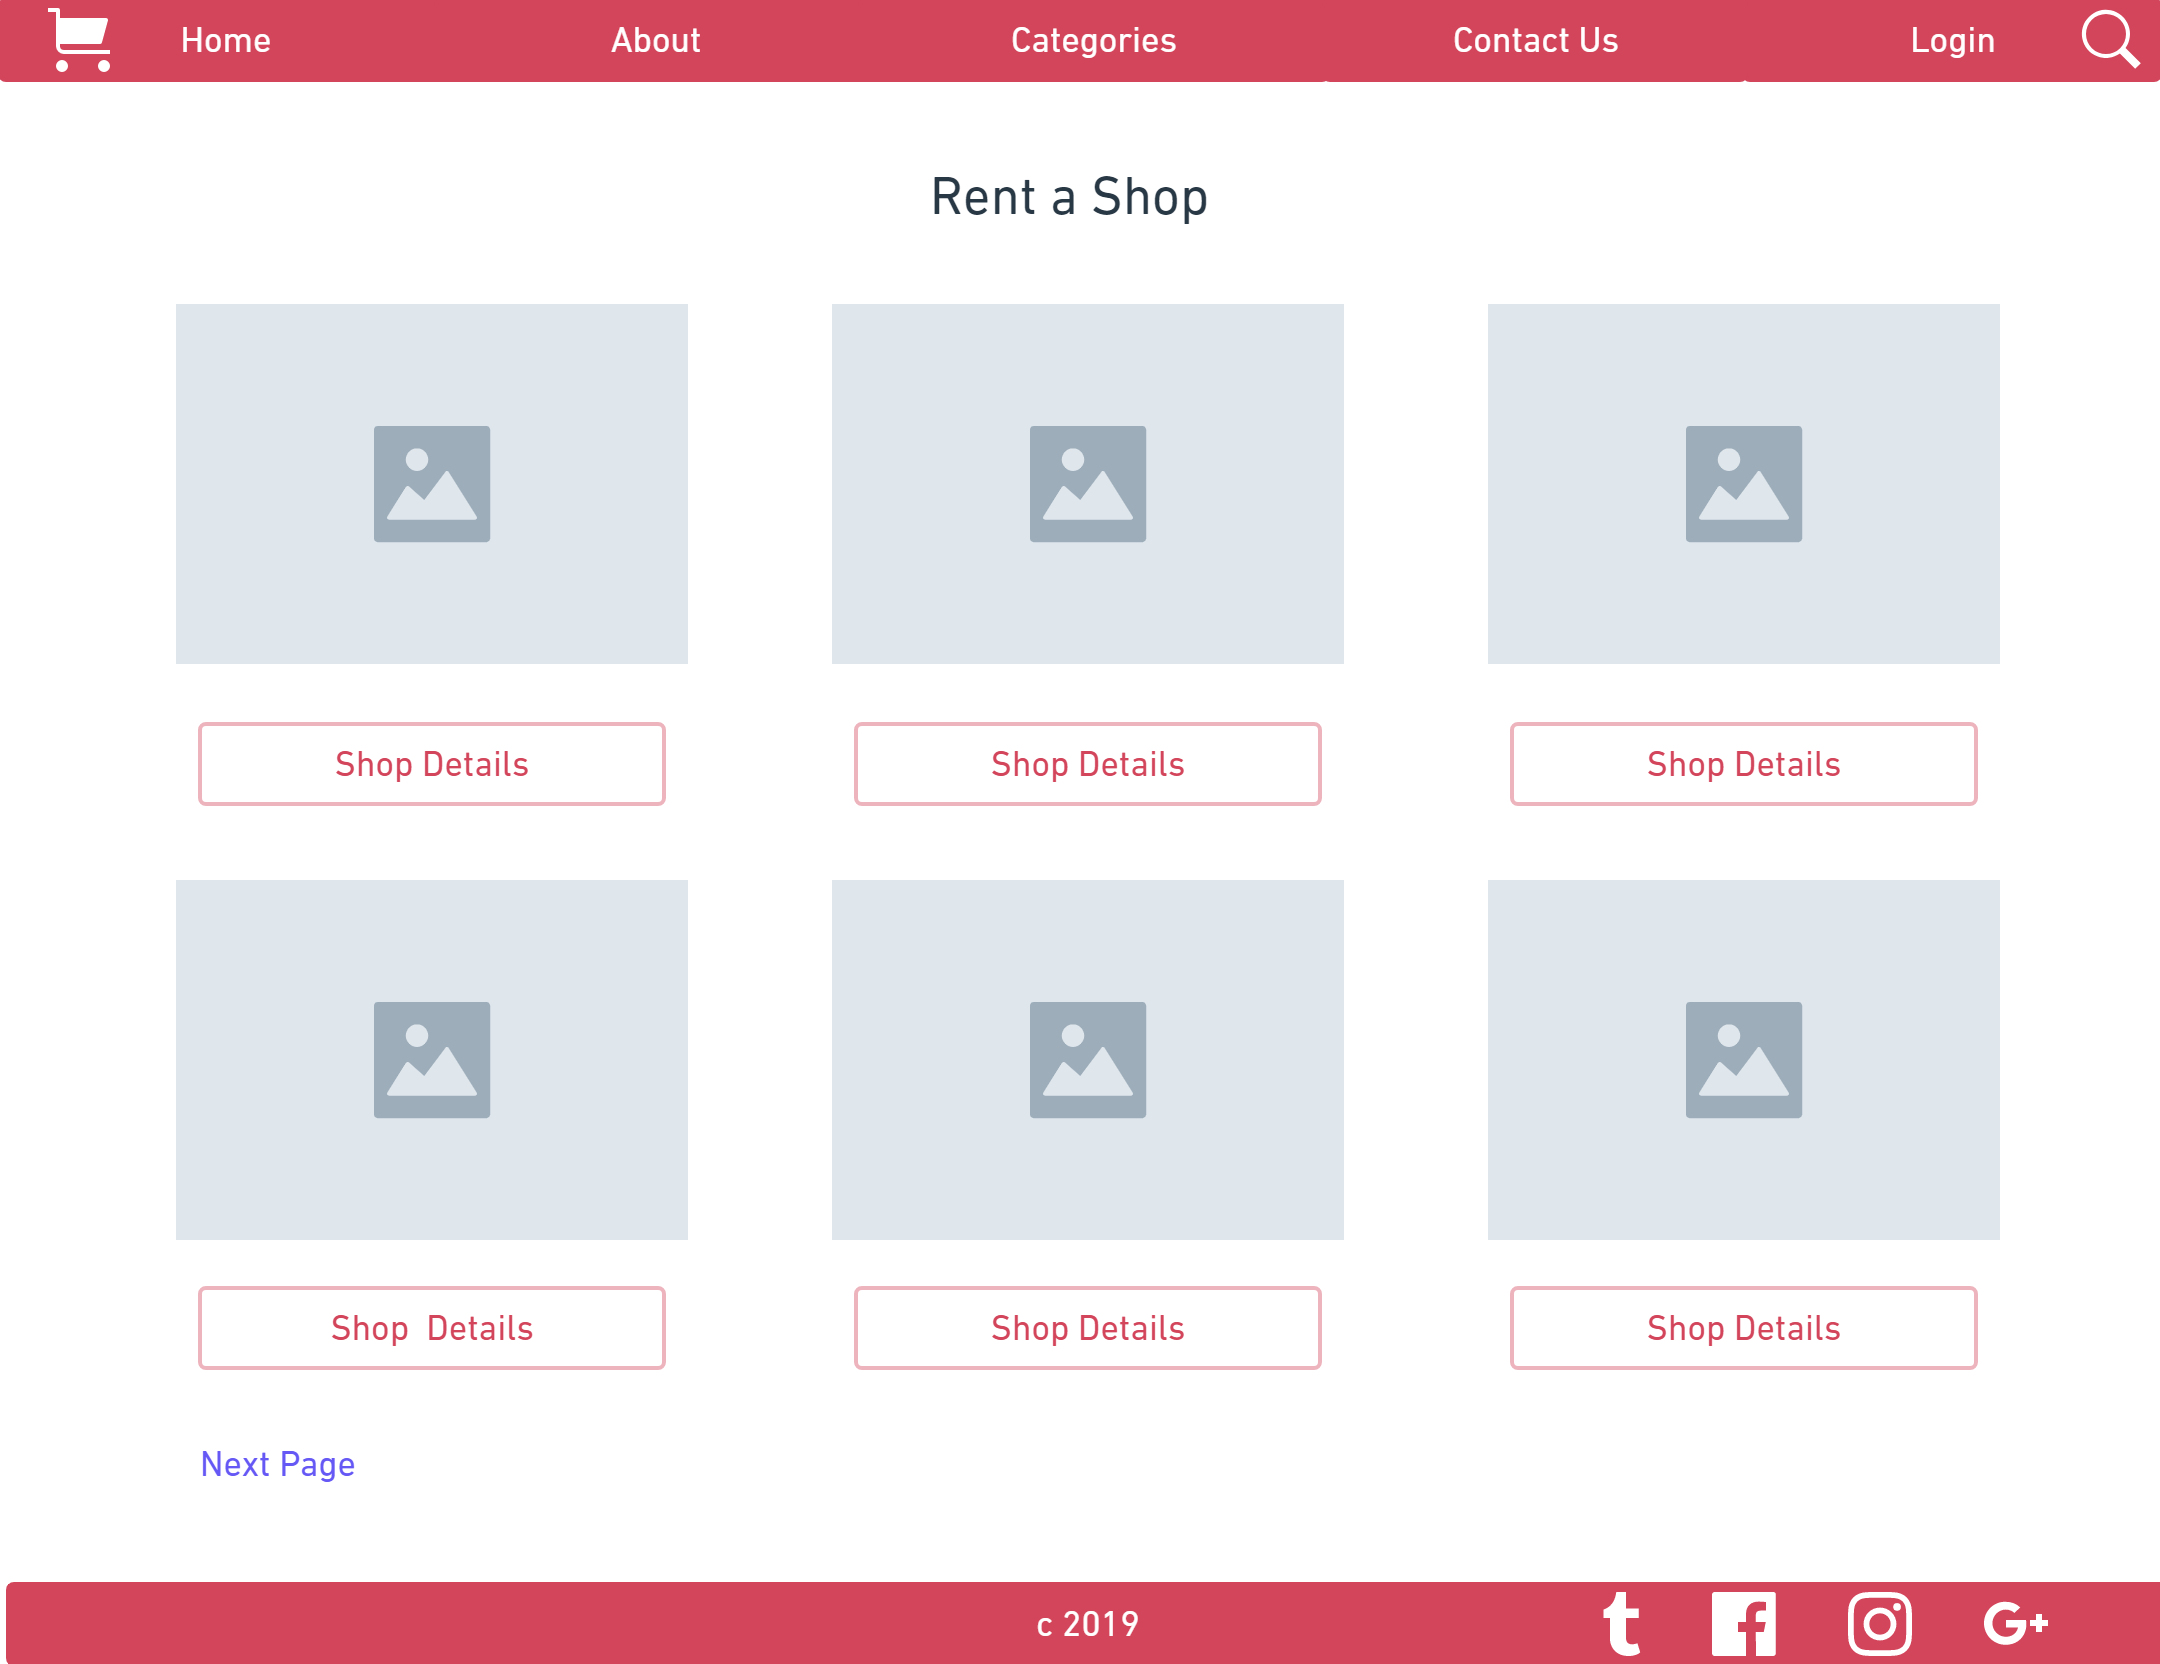 Home About Categories Contact Us Login
Rent a Shop
Shop Details Shop Details Shop Details
Shop  Details Shop Details Shop Details
Next Page
c 2019